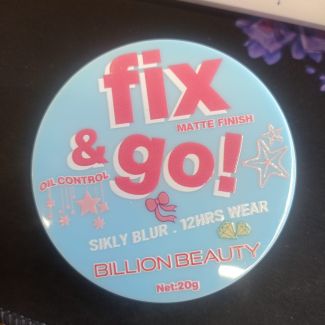 fix
MATTE FINISH
& go!
OIL CONTROL
SIKLY BLUR . 12HRS WEAR
BILLION BEAUTY
Net:20g